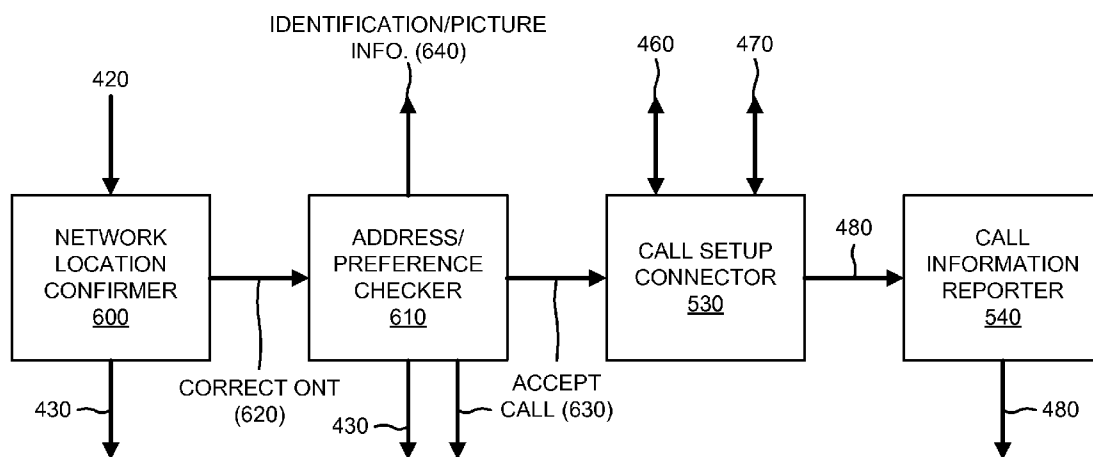 IDENTIFICATION/PICTURE
INFO. (640)
420
460
470
NETWORK
LOCATION
CONFIRMER
600
ADDRESS/
PREFERENCE
CHECKER
610
CALL SETUP
CONNECTOR
530
480
CALL
INFORMATION
REPORTER
540
CORRECT ONT
(620)
ACCEPT
CALL (630)
430
430
480